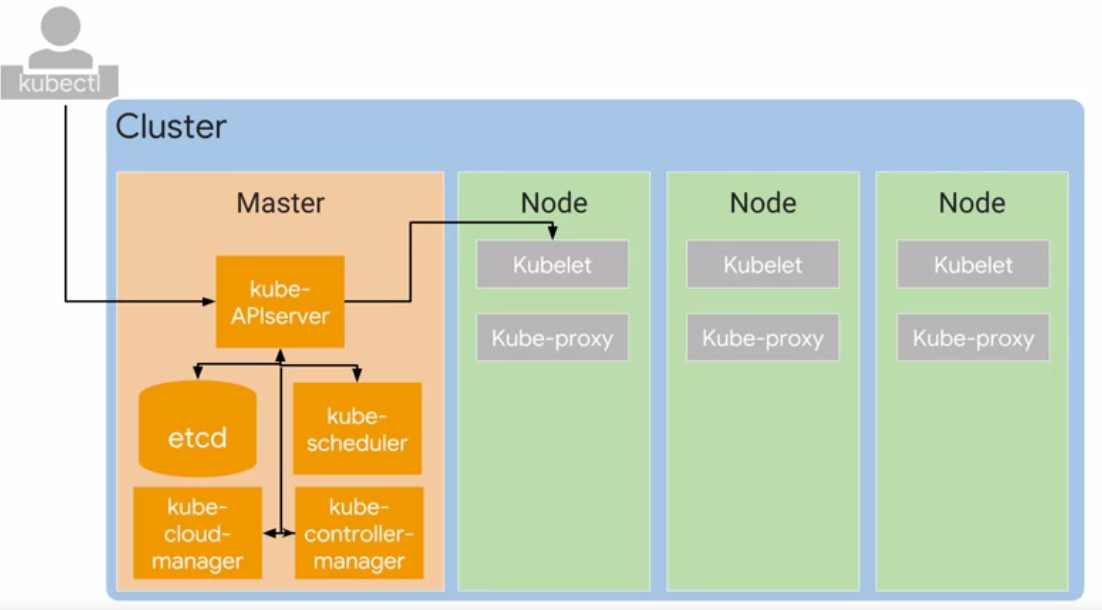 kubectl
Cluster
Master
kube-
APIserver
etcd
kube-
scheduler
kube-
cloud-
manager
kube-
controller-
manager
Node
Kubelet
Kube-proxy
Node
Kubelet
Kube-proxy
Node
Kubelet
Kube-proxy